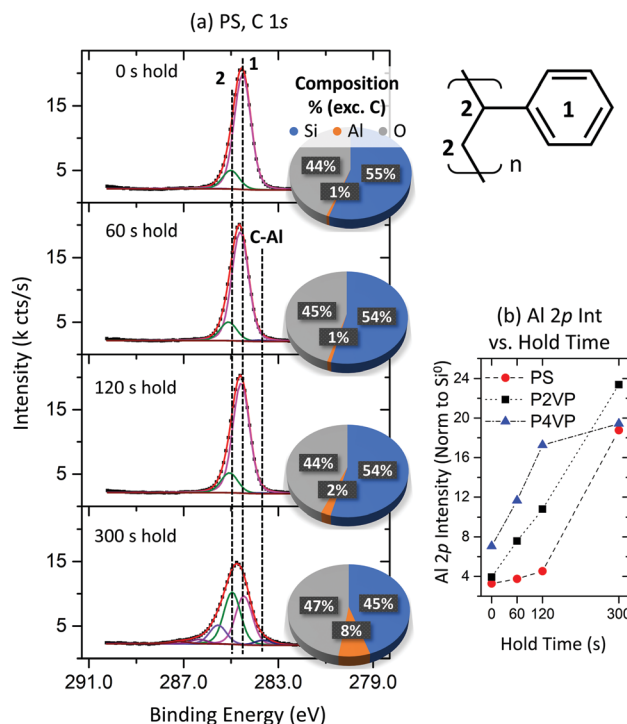 (a) PS, C 1s
0 s hold
2
1
Composition
% (exc. C)
Si
Al
O
44%
55%
1%
15
5
60 s hold
C-Al
45%
54%
1%
15
5
120 s hold
44%
54%
2%
15
5
300 s hold
47%
45%
8%
15
5
Intensity (k cts/s)
291.0
287.0
283.0
279.0
Binding Energy (eV)
2
1
2
n
(b) Al 2p Int
vs. Hold Time
PS
P2VP
P4VP
24
20
16
12
8
4
Al 2p Intensity (Norm to Si⁰)
0
60
120
300
Hold Time (s)